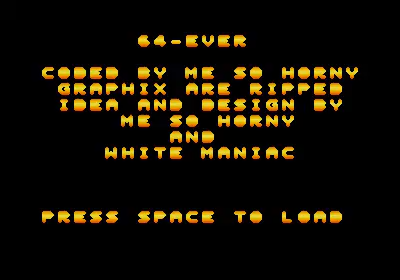 64-EVER
CODED BY ME SO HORNY
GRAPHIX ARE RIPPED
IDEA AND DESIGN BY
ME SO HORNY
AND
WHITE MANIAC
PRESS SPACE TO LOAD